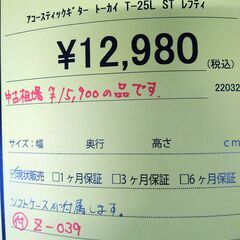 アコースティックギター トーカイ T-25L ST レフティ
¥12,980
(税込)
22032
中古相場 ¥15,900の品です。
サイズ:幅 奥行 高さ cm
☑現状販売 □1ヶ月保証 □3ヶ月保証 □6ヶ月保証
ソフトケースが付属します。
付 Z-039